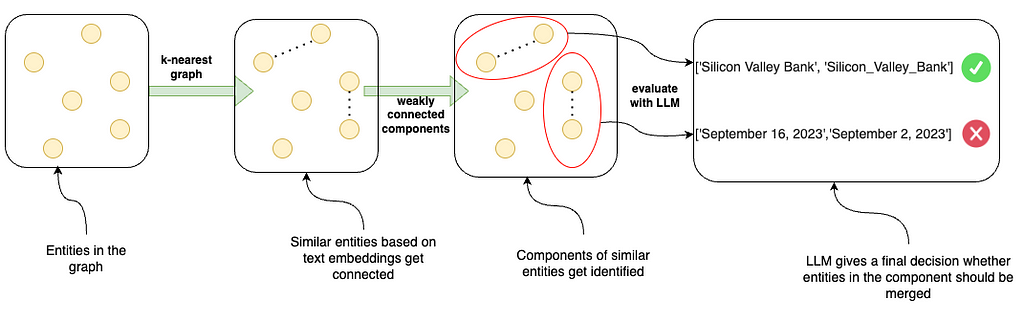 k-nearest
graph
weakly
connected
components
evaluate
with LLM
['Silicon Valley Bank', 'Silicon_Valley_Bank']
['September 16, 2023','September 2, 2023']
Entities in the
graph
Similar entities based on
text embeddings get
connected
Components of similar
entities get identified
LLM gives a final decision whether
entities in the component should be
merged